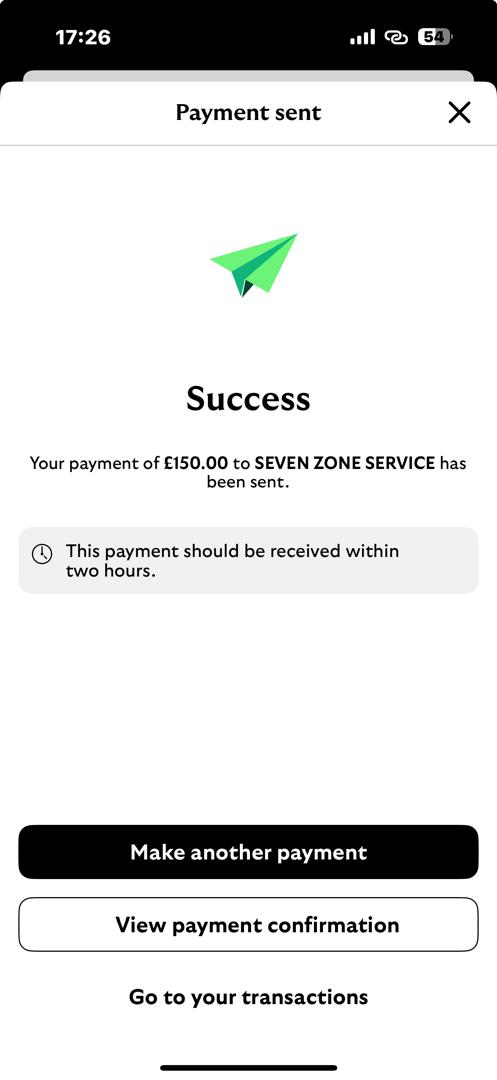 17:26
54
Payment sent
Success
Your payment of £150.00 to SEVEN ZONE SERVICE has
been sent.
This payment should be received within
two hours.
Make another payment
View payment confirmation
Go to your transactions